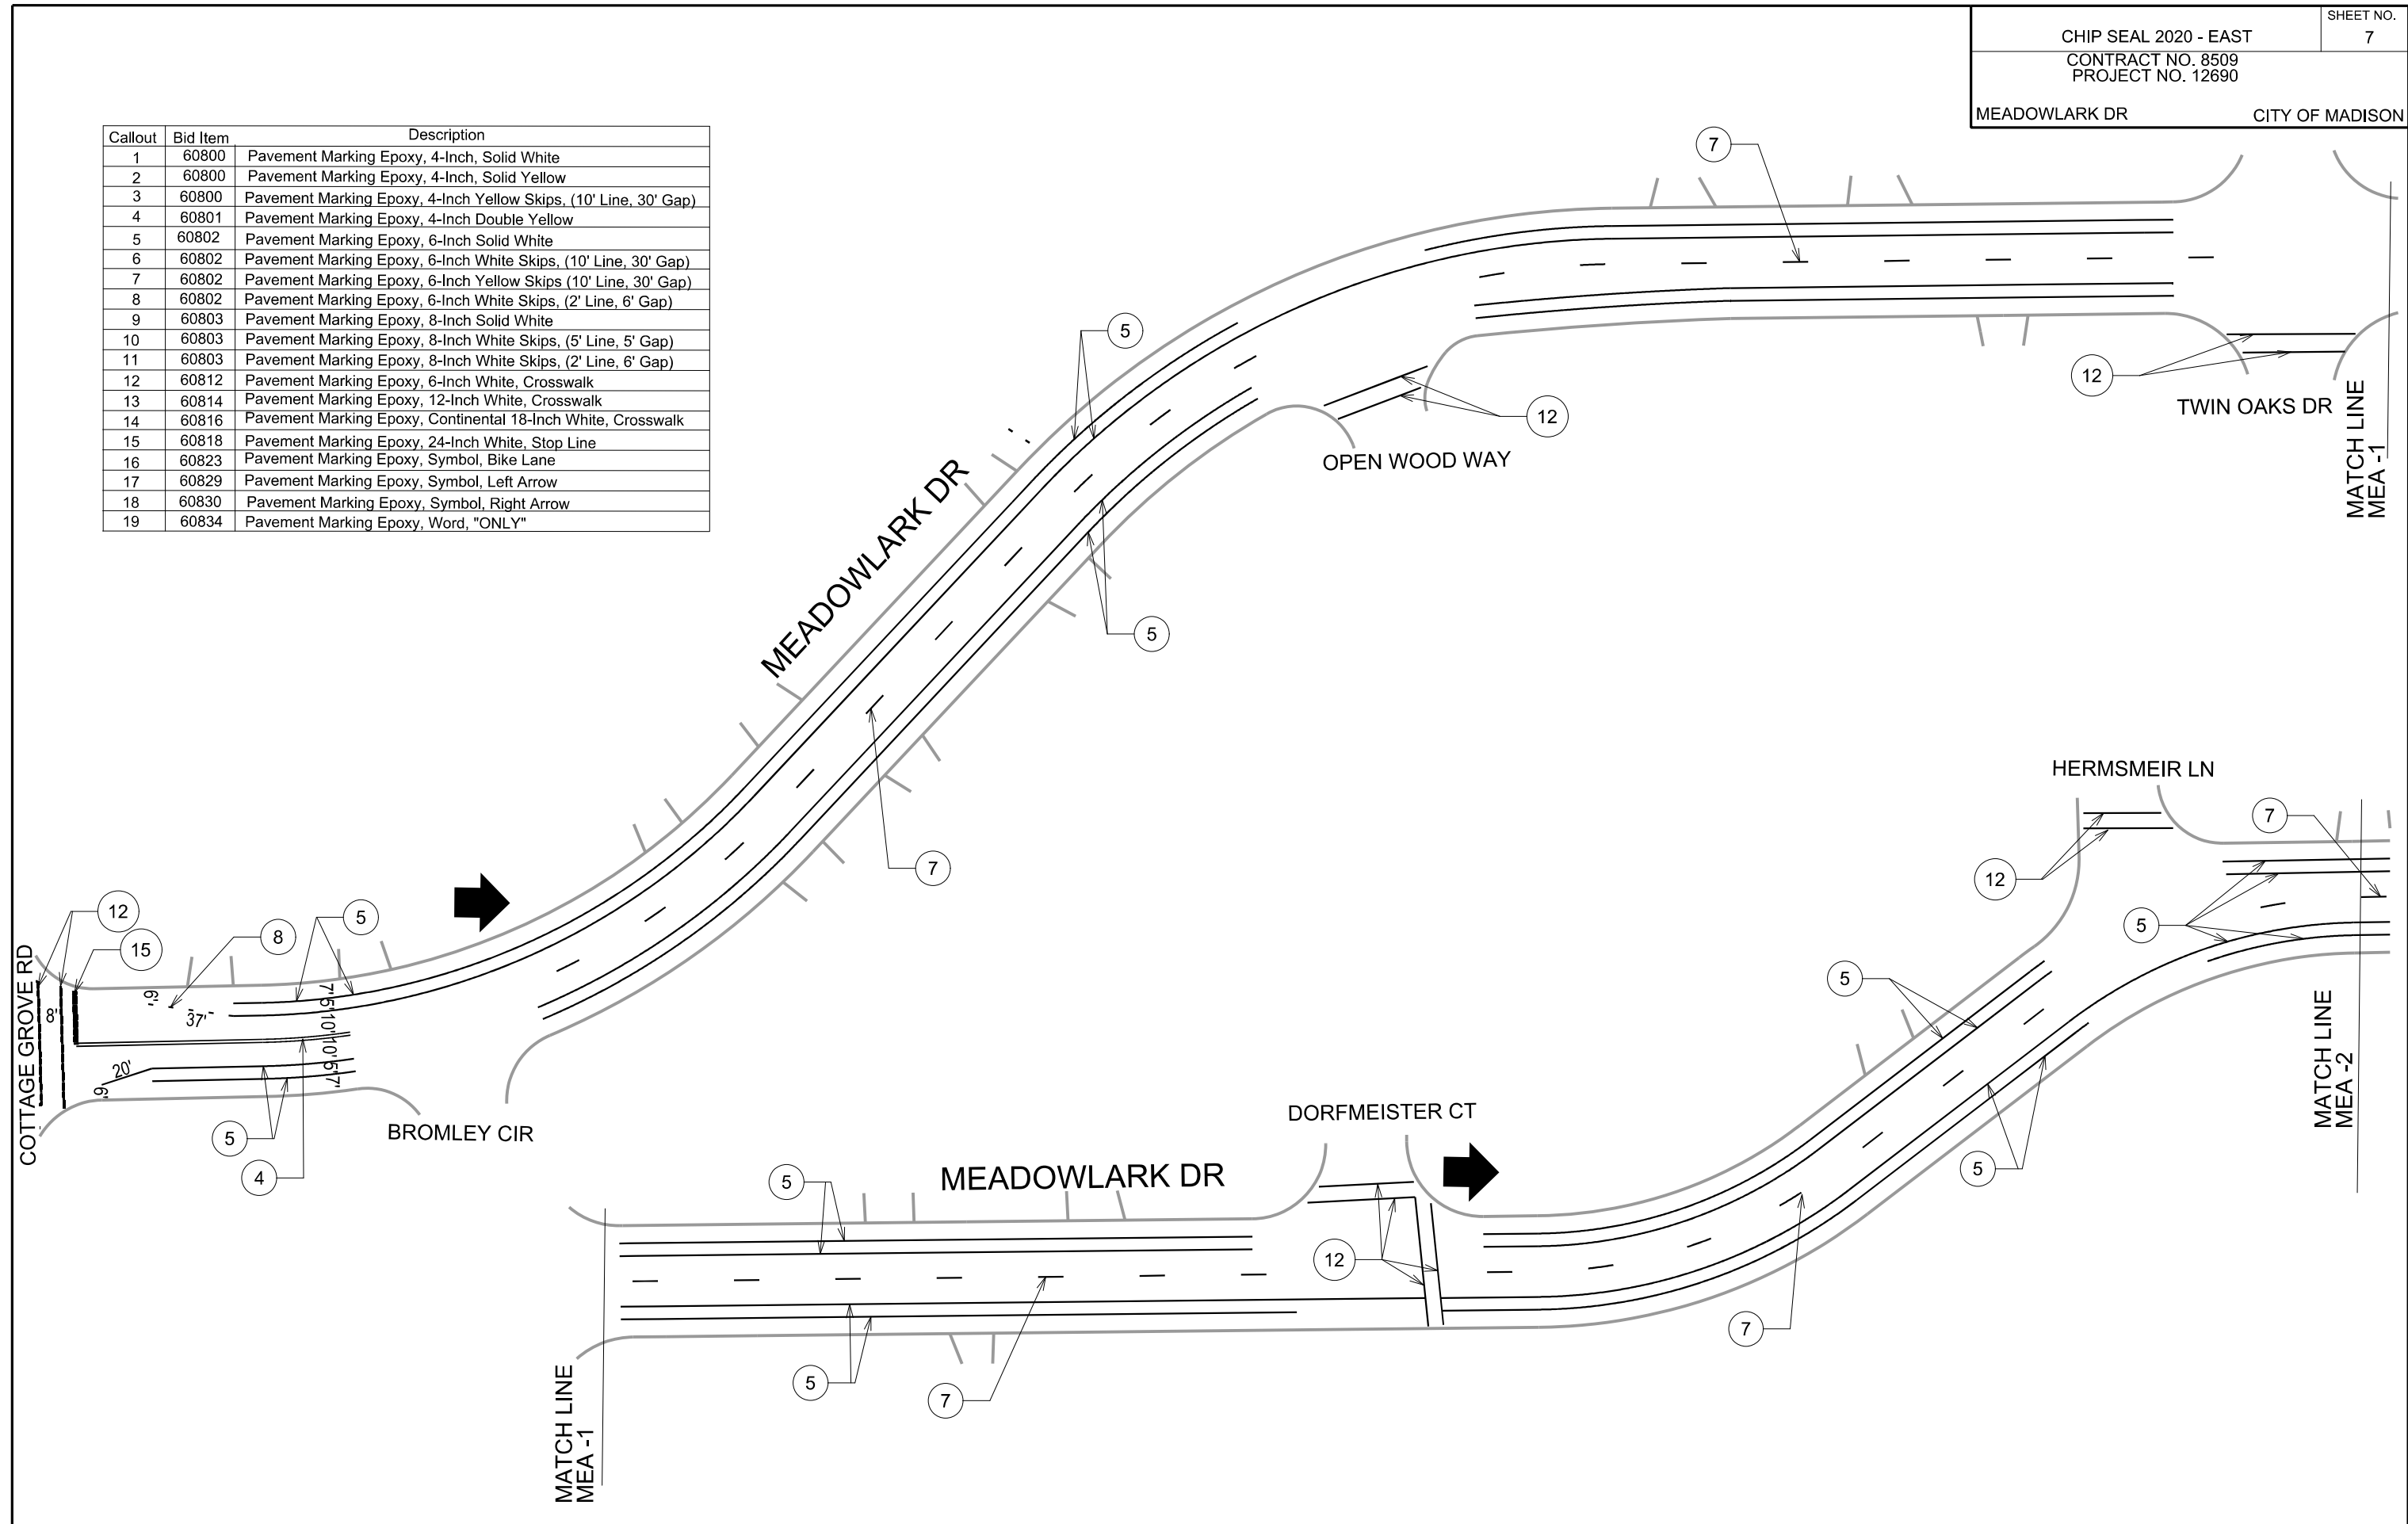 SHEET NO.
CHIP SEAL 2020 - EAST 7
CONTRACT NO. 8509
PROJECT NO. 12690
MEADOWLARK DR CITY OF MADISON
Callout Bid Item Description
1 60800 Pavement Marking Epoxy, 4-Inch, Solid White
2 60800 Pavement Marking Epoxy, 4-Inch, Solid Yellow
3 60800 Pavement Marking Epoxy, 4-Inch Yellow Skips, (10' Line, 30' Gap)
4 60801 Pavement Marking Epoxy, 4-Inch Double Yellow
5 60802 Pavement Marking Epoxy, 6-Inch Solid White
6 60802 Pavement Marking Epoxy, 6-Inch White Skips, (10' Line, 30' Gap)
7 60802 Pavement Marking Epoxy, 6-Inch Yellow Skips (10' Line, 30' Gap)
8 60802 Pavement Marking Epoxy, 6-Inch White Skips, (2' Line, 6' Gap)
9 60803 Pavement Marking Epoxy, 8-Inch Solid White
10 60803 Pavement Marking Epoxy, 8-Inch White Skips, (5' Line, 5' Gap)
11 60803 Pavement Marking Epoxy, 8-Inch White Skips, (2' Line, 6' Gap)
12 60812 Pavement Marking Epoxy, 6-Inch White, Crosswalk
13 60814 Pavement Marking Epoxy, 12-Inch White, Crosswalk
14 60816 Pavement Marking Epoxy, Continental 18-Inch White, Crosswalk
15 60818 Pavement Marking Epoxy, 24-Inch White, Stop Line
16 60823 Pavement Marking Epoxy, Symbol, Bike Lane
17 60829 Pavement Marking Epoxy, Symbol, Left Arrow
18 60830 Pavement Marking Epoxy, Symbol, Right Arrow
19 60834 Pavement Marking Epoxy, Word, "ONLY"
7
5
12
12
TWIN OAKS DR
OPEN WOOD WAY
MATCH LINE
MEA -1
MEADOWLARK DR
5
7
HERMSMEIR LN
7
12
5
5
5
MATCH LINE
MEA -2
12
15
8
5
COTTAGE GROVE RD
8'
6'
37'
7' 5' 10' 10' 5' 7'
20'
6'
5
4
BROMLEY CIR
DORFMEISTER CT
MEADOWLARK DR
5
12
5
7
7
MATCH LINE
MEA -1